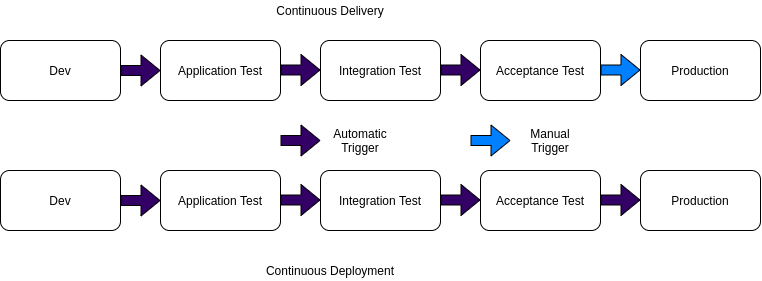 Continuous Delivery
Dev
Application Test
Integration Test
Acceptance Test
Production
Automatic
Trigger
Manual
Trigger
Dev
Application Test
Integration Test
Acceptance Test
Production
Continuous Deployment